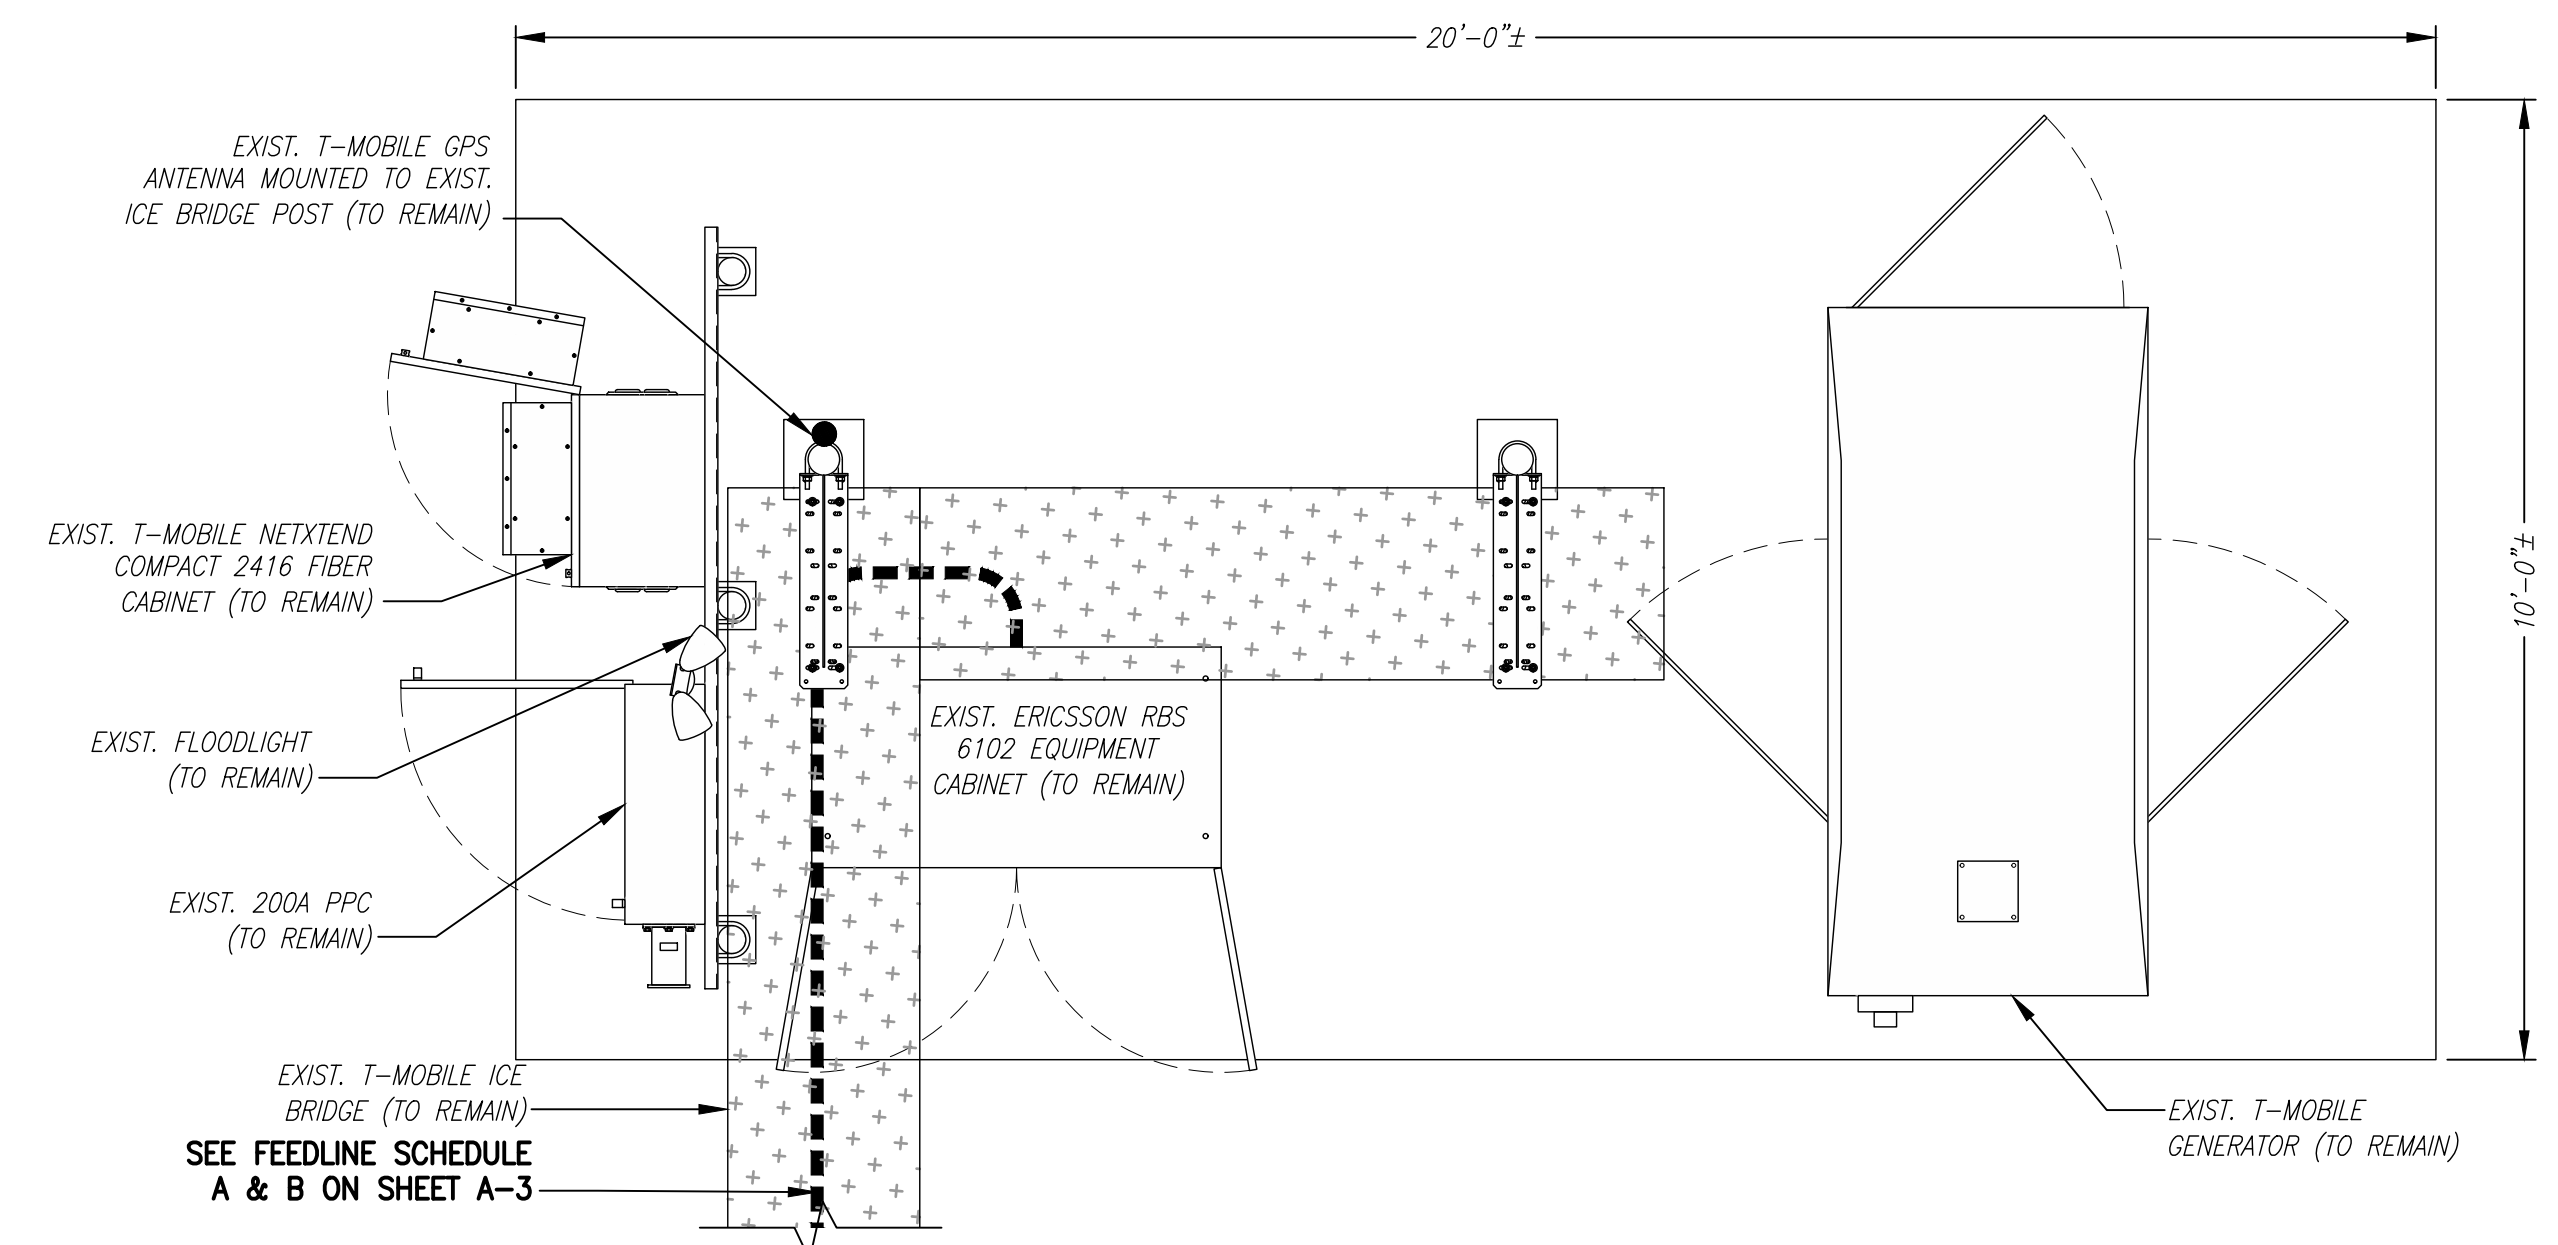 20'-0"±
EXIST. T-MOBILE GPS
ANTENNA MOUNTED TO EXIST.
ICE BRIDGE POST (TO REMAIN)
EXIST. T-MOBILE NETXTEND
COMPACT 2416 FIBER
CABINET (TO REMAIN)
10'-0"±
EXIST. ERICSSON RBS
6102 EQUIPMENT
CABINET (TO REMAIN)
EXIST. FLOODLIGHT
(TO REMAIN)
EXIST. 200A PPC
(TO REMAIN)
EXIST. T-MOBILE ICE
BRIDGE (TO REMAIN)
SEE FEEDLINE SCHEDULE
A & B ON SHEET A-3
EXIST. T-MOBILE
GENERATOR (TO REMAIN)